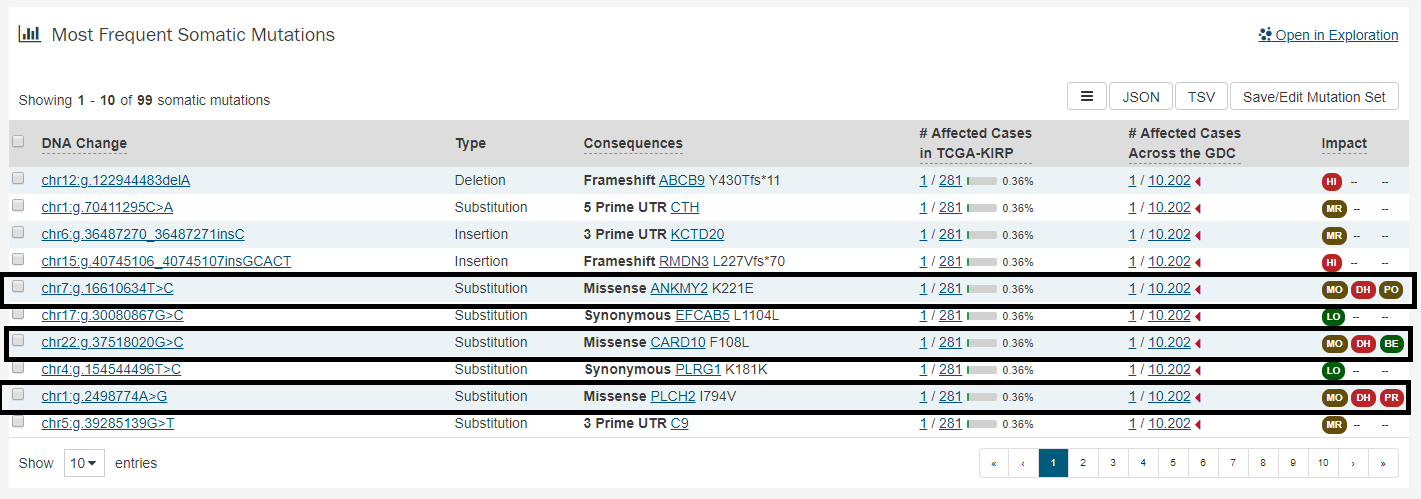 Most Frequent Somatic Mutations
Open in Exploration
Showing 1 - 10 of 99 somatic mutations
JSON TSV Save/Edit Mutation Set
DNA Change Type Consequences # Affected Cases in TCGA-KIRP # Affected Cases Across the GDC Impact
chr12:g.122944483delA Deletion Frameshift ABCB9 Y430Tfs*11 1 / 281 0.36% 1 / 10.202 HI -- --
chr1:g.70411295C>A Substitution 5 Prime UTR CTH 1 / 281 0.36% 1 / 10.202 MR -- --
chr6:g.36487270_36487271insC Insertion 3 Prime UTR KCTD20 1 / 281 0.36% 1 / 10.202 MR -- --
chr15:g.40745106_40745107insGCACT Insertion Frameshift RMDN3 L227Vfs*70 1 / 281 0.36% 1 / 10.202 HI -- --
chr7:g.16610634T>C Substitution Missense ANKMY2 K221E 1 / 281 0.36% 1 / 10.202 MO DH PO
chr17:g.30080867G>C Substitution Synonymous EFCAB5 L1104L 1 / 281 0.36% 1 / 10.202 LO -- --
chr22:g.37518020G>C Substitution Missense CARD10 F108L 1 / 281 0.36% 1 / 10.202 MO DH BE
chr4:g.154544496T>C Substitution Synonymous PLRG1 K181K 1 / 281 0.36% 1 / 10.202 LO -- --
chr1:g.2498774A>G Substitution Missense PLCH2 I794V 1 / 281 0.36% 1 / 10.202 MO DH PR
chr5:g.39285139G>T Substitution 3 Prime UTR C9 1 / 281 0.36% 1 / 10.202 MR -- --
Show 10 entries « ‹ 1 2 3 4 5 6 7 8 9 10 › »